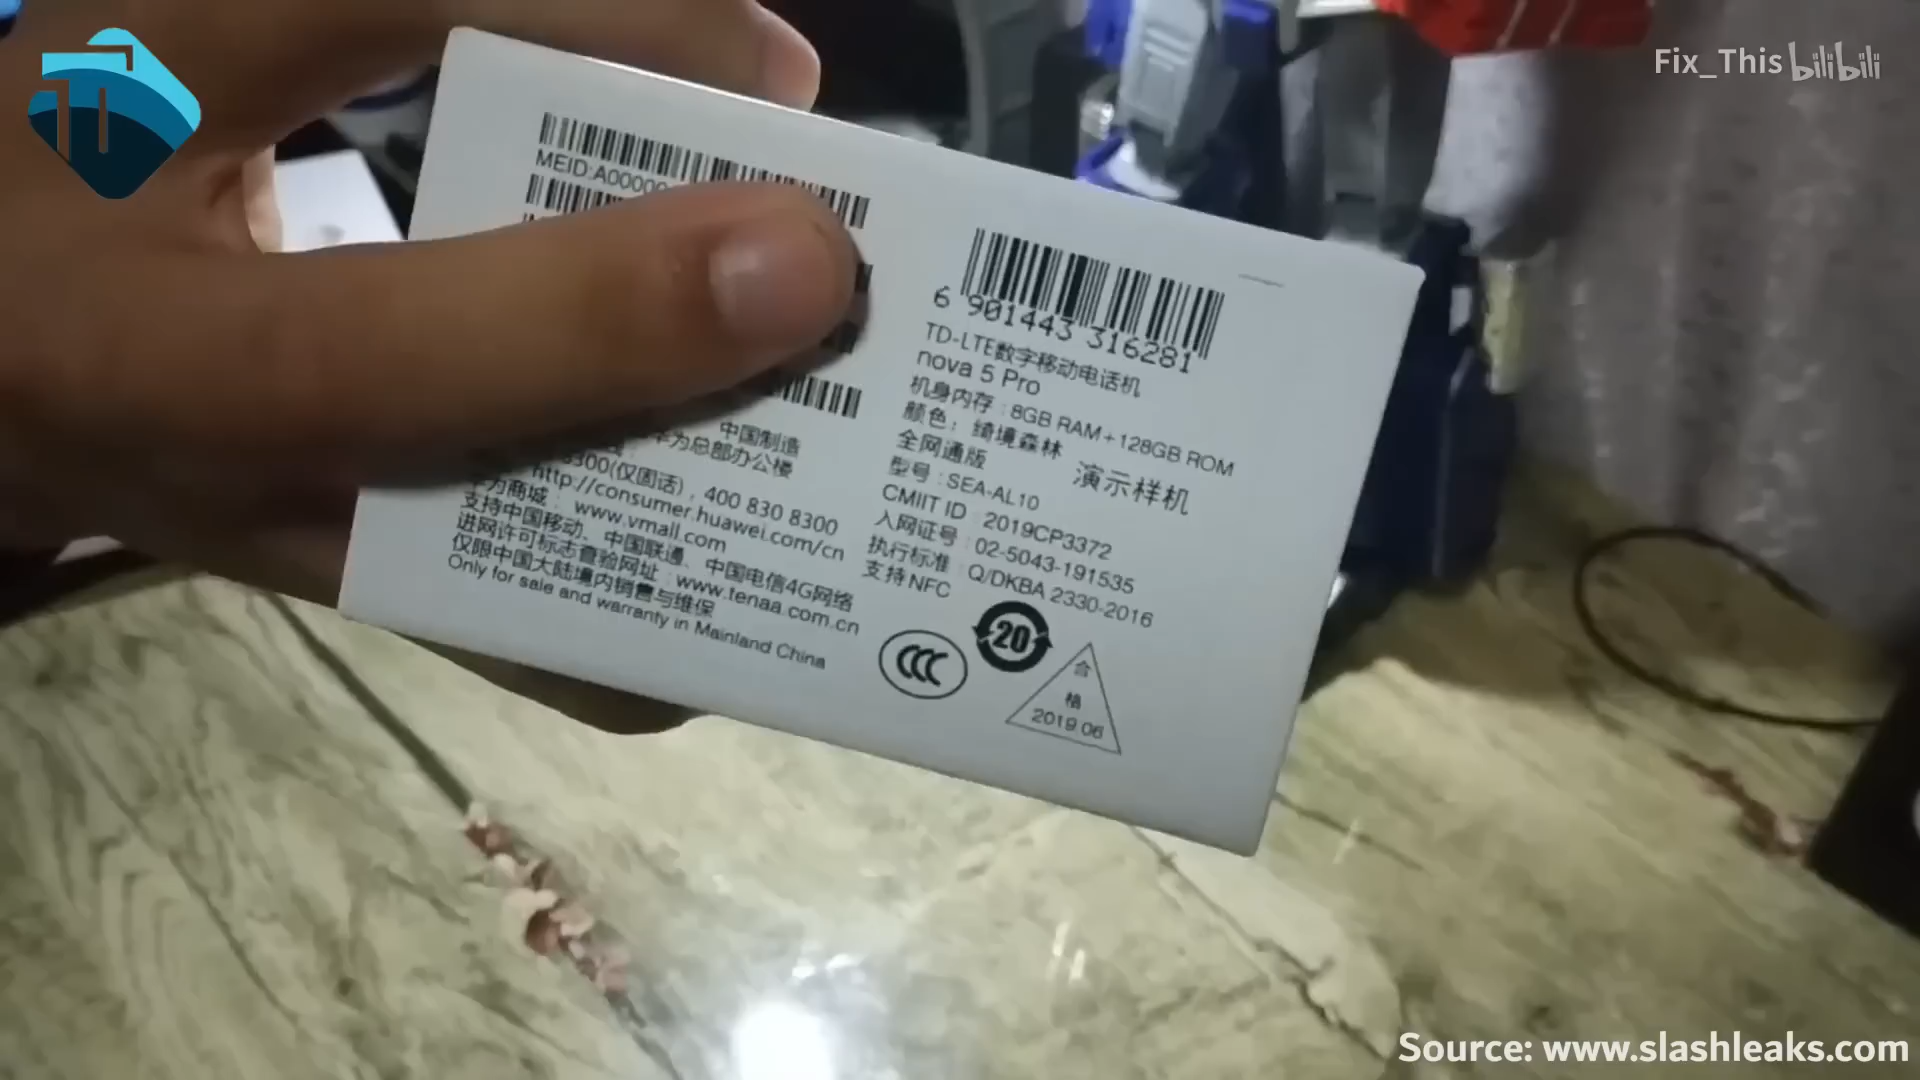 Fix_This bilibili
MEID:A00000
6 901443 316281
TD-LTE数字移动电话机
nova 5 Pro
机身内存：8GB RAM+128GB ROM
颜色：绮境森林
全网通版
演示样机
型号：SEA-AL10
CMIIT ID：2019CP3372
入网证号：02-5043-191535
执行标准：Q/DKBA 2330-2016
支持NFC
中国制造
华为总部办公楼
8300(仅固话)，400 830 8300
http://consumer.huawei.com/cn
华为商城：www.vmall.com
支持中国移动、中国联通、中国电信4G网络
进网许可标志查验网址：www.tenaa.com.cn
仅限中国大陆境内销售与维保
Only for sale and warranty in Mainland China
CCC
20
合
格
2019.06
Source: www.slashleaks.com